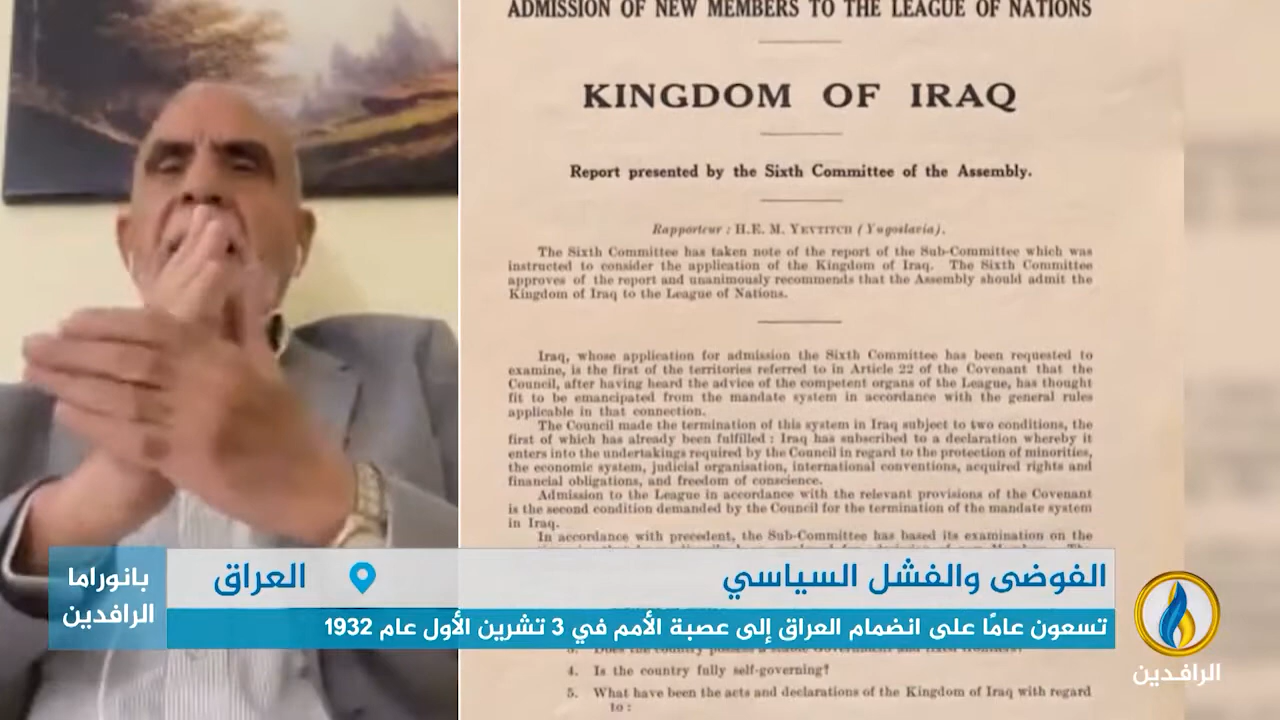 ADMISSION OF NEW MEMBERS TO THE LEAGUE OF NATIONS
KINGDOM OF IRAQ
Report presented by the Sixth Committee of the Assembly.
Rapporteur : H.E. M. YEVTITCH (Yugoslavia).
The Sixth Committee has taken note of the report of the Sub-Committee which was
instructed to consider the application of the Kingdom of Iraq. The Sixth Committee
approves of the report and unanimously recommends that the Assembly should admit the
Kingdom of Iraq to the League of Nations.
Iraq, whose application for admission the Sixth Committee has been requested to
examine, is the first of the territories referred to in Article 22 of the Covenant that the
Council, after having heard the advice of the competent organs of the League, has thought
fit to be emancipated from the mandate system in accordance with the general rules
applicable in that connection.
The Council made the termination of this system in Iraq subject to two conditions, the
first of which has already been fulfilled : Iraq has subscribed to a declaration whereby it
enters into the undertakings required by the Council in regard to the protection of minorities,
the economic system, judicial organisation, international conventions, acquired rights and
financial obligations, and freedom of conscience.
Admission to the League in accordance with the relevant provisions of the Covenant
is the second condition demanded by the Council for the termination of the mandate system
in Iraq.
In accordance with precedent, the Sub-Committee has based its examination on the
الفوضى والفشل السياسي
العراق
بانوراما
الرافدين
تسعون عامًا على انضمام العراق إلى عصبة الأمم في 3 تشرين الأول عام 1932
4. Is the country fully self-governing?
5. What have been the acts and declarations of the Kingdom of Iraq with regard
to :
الرافدين